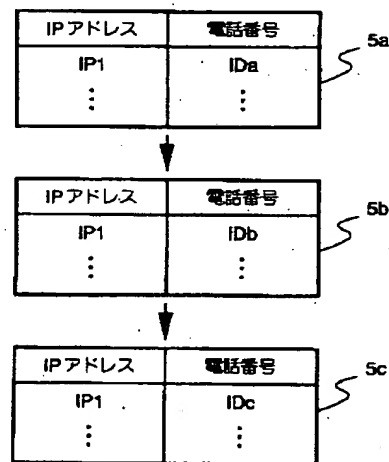 IPアドレス 電話番号
IP1 IDa
⋮ ⋮
5a
IPアドレス 電話番号
IP1 IDb
⋮ ⋮
5b
IPアドレス 電話番号
IP1 IDc
⋮ ⋮
5c